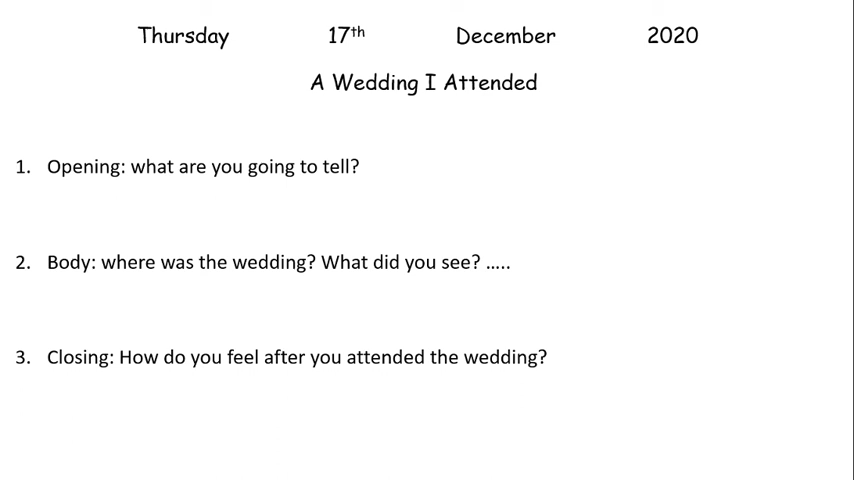 Thursday 17th December 2020
A Wedding I Attended
1. Opening: what are you going to tell?
2. Body: where was the wedding? What did you see? .....
3. Closing: How do you feel after you attended the wedding?